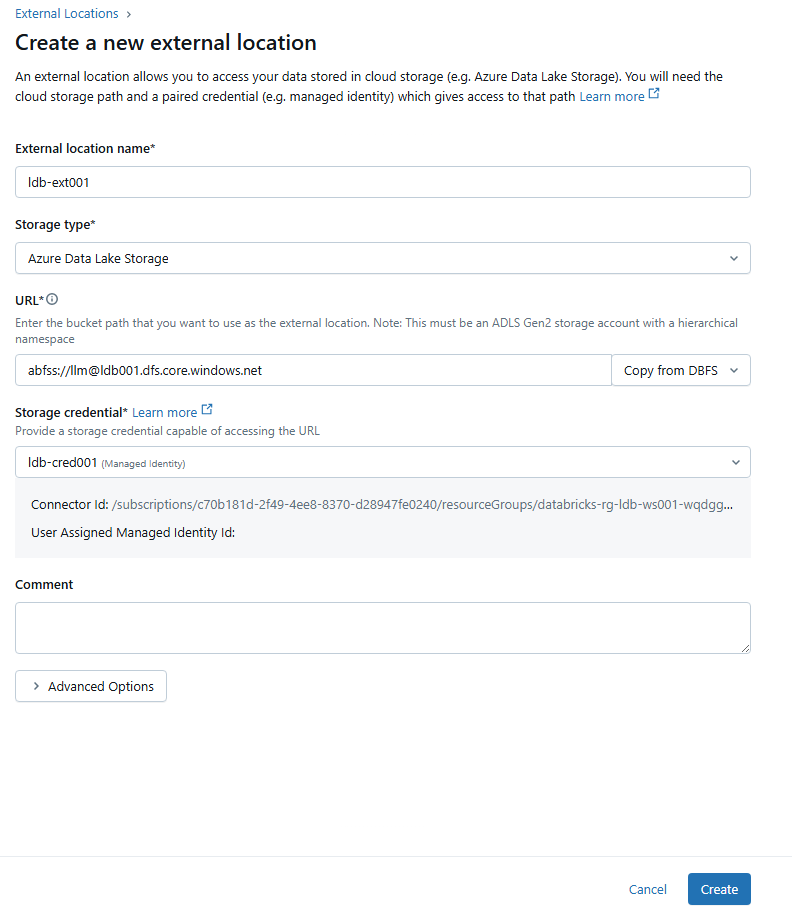 External Locations
Create a new external location
An external location allows you to access your data stored in cloud storage (e.g. Azure Data Lake Storage). You will need the
cloud storage path and a paired credential (e.g. managed identity) which gives access to that path Learn more
External location name*
ldb-ext001
Storage type*
Azure Data Lake Storage
URL*
Enter the bucket path that you want to use as the external location. Note: This must be an ADLS Gen2 storage account with a hierarchical
namespace
abfss://llm@ldb001.dfs.core.windows.net
Copy from DBFS
Storage credential* Learn more
Provide a storage credential capable of accessing the URL
ldb-cred001 (Managed Identity)
Connector Id: /subscriptions/c70b181d-2f49-4ee8-8370-d28947fe0240/resourceGroups/databricks-rg-ldb-ws001-wqdgg...
User Assigned Managed Identity Id:
Comment
Advanced Options
Cancel
Create